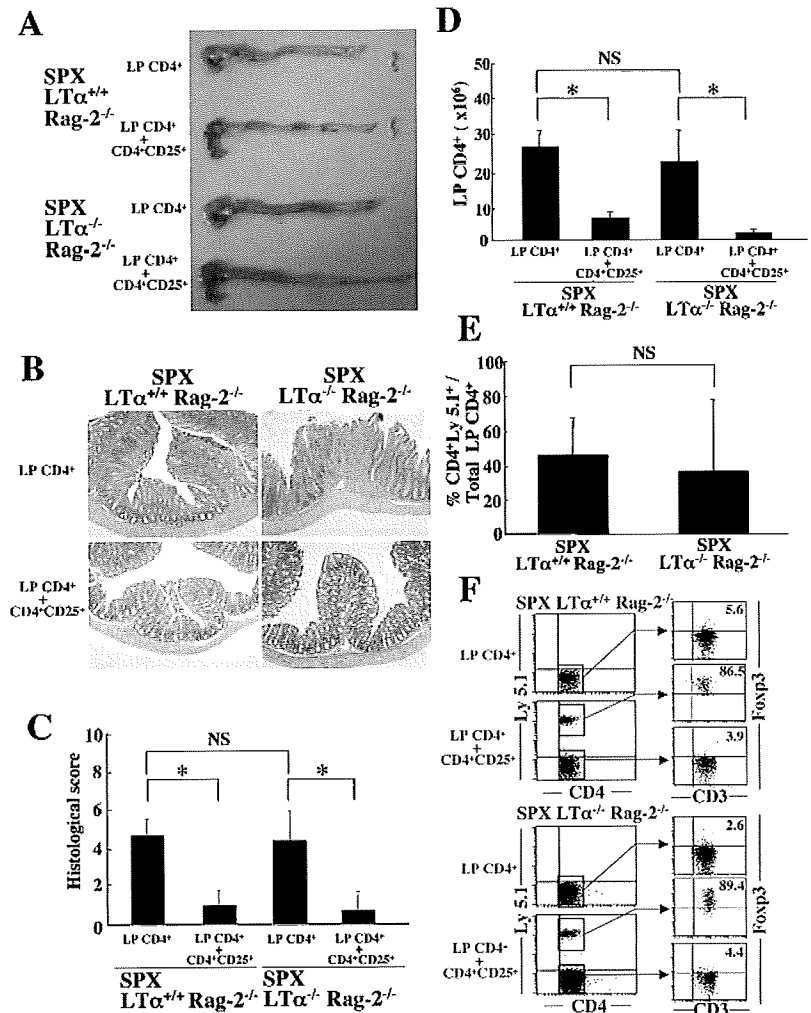 A
SPX
LTα+/+
Rag-2-/-
LP CD4+
LP CD4+
+
CD4+CD25+
SPX
LTα-/-
Rag-2-/-
LP CD4+
LP CD4+
+
CD4+CD25+
B
SPX
LTα+/+ Rag-2-/-
SPX
LTα-/- Rag-2-/-
LP CD4+
LP CD4+
+
CD4+CD25+
C
Histological score
10
8
6
4
2
0
NS
*
*
LP CD4+
LP CD4+
+
CD4+CD25+
LP CD4+
LP CD4+
+
CD4+CD25+
SPX
LTα+/+ Rag-2-/-
SPX
LTα-/- Rag-2-/-
D
LP CD4+ (x10⁶)
50
40
30
20
10
0
NS
*
*
LP CD4+
LP CD4+
+
CD4+CD25+
LP CD4+
LP CD4+
+
CD4+CD25+
SPX
LTα+/+ Rag-2-/-
SPX
LTα-/- Rag-2-/-
E
% CD4+Ly 5.1+ /
Total LP CD4+
100
80
60
40
20
0
NS
SPX
LTα+/+ Rag-2-/-
SPX
LTα-/- Rag-2-/-
F
SPX LTα+/+ Rag-2-/-
LP CD4+
LP CD4+
+
CD4+CD25+
Ly 5.1
CD4
5.6
86.5
3.9
Foxp3
CD3
SPX LTα-/- Rag-2-/-
LP CD4+
LP CD4+
+
CD4+CD25+
Ly 5.1
CD4
2.6
89.4
4.4
Foxp3
CD3